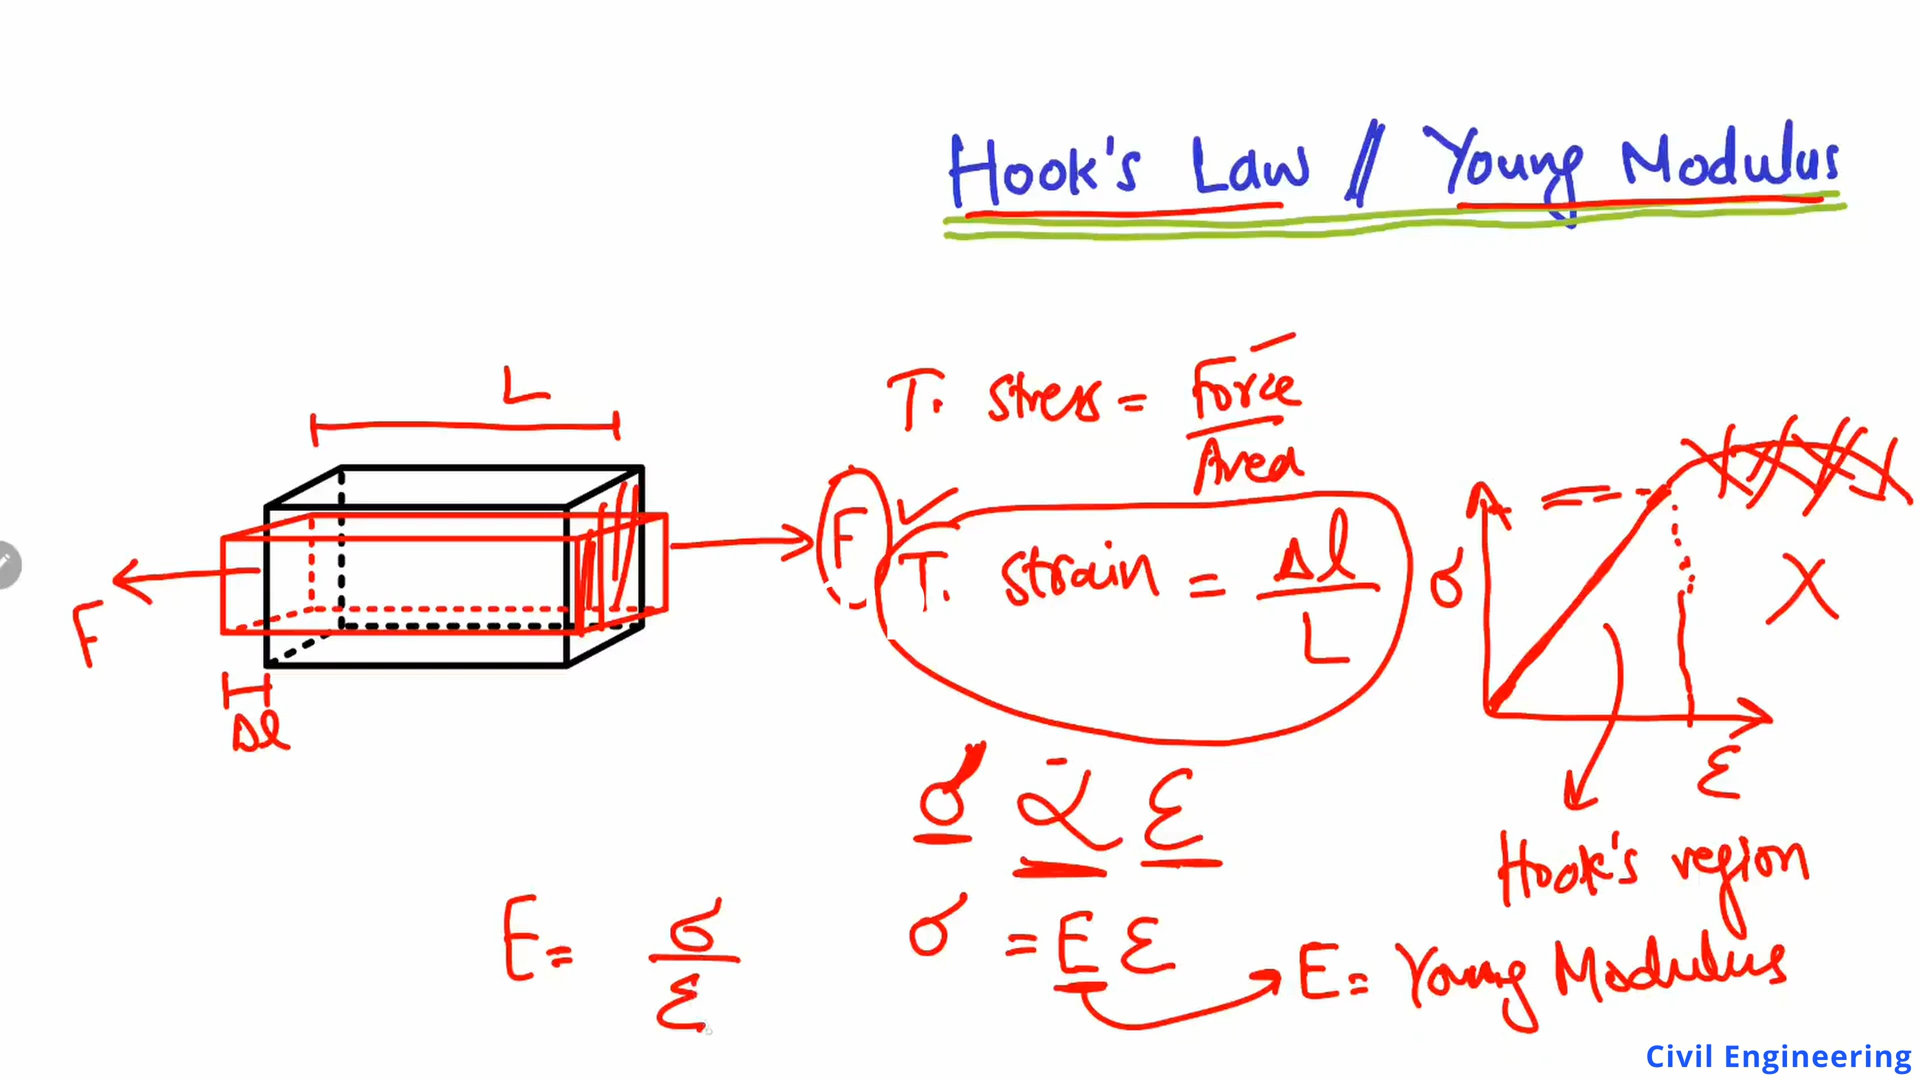 Hook's Law // Young Modulus
L
F
Δl
F
T. stress = Force
Area
T. strain = Δl
L
σ
ε
Hook's region
σ α ε
σ = E ε
E = Young Modulus
E = σ
ε
Civil Engineering